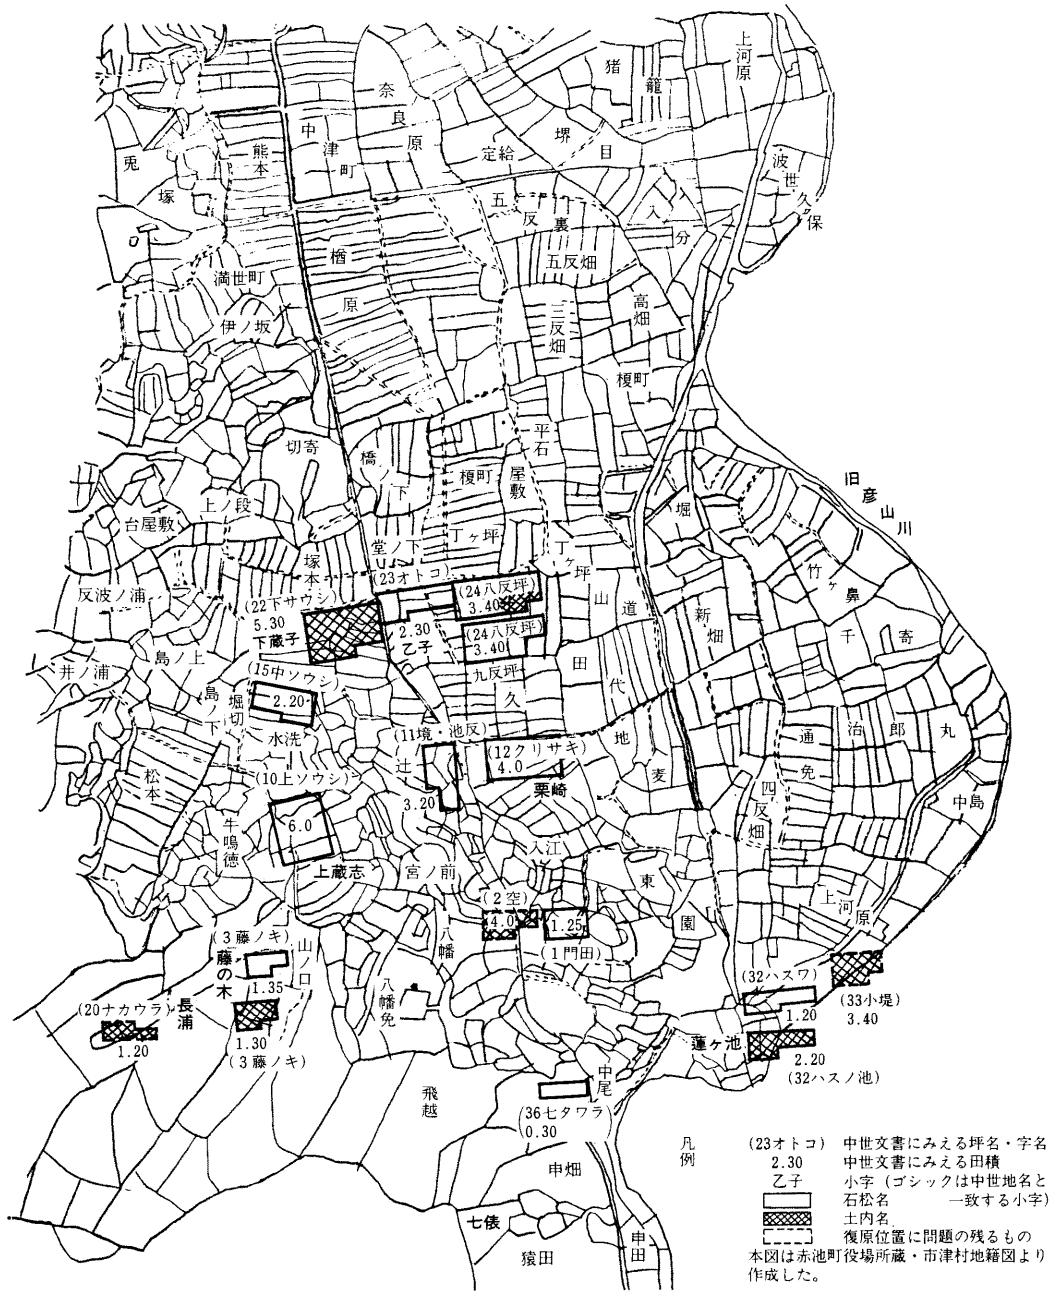 上河原
猪籠
奈良原
中津町
熊本
堺目
定給
兎塚
波世久保
入分
五反裏
楢原
五反畑
満世町
高畑
三反畑
伊ノ坂
榎町
平石
切寄
橋ノ下
榎町
屋敷
旧彦山川
上ノ段
台屋敷
堀
丁ヶ坪
堂ノ下
塚本
丁ヶ坪
竹ヶ鼻
(23オトコ)
反波ノ浦
(22下サウシ)
5.30
下蔵子
2.30
乙子
(24八反坪)
3.40
(24八反坪)
3.40
山道
新畑
千寄
島ノ上
井ノ浦
(15中ソウシ)
2.20
九反坪
久田代
島ノ下
堀切
水洗
(11境・池反)
辻
3.20
(12クリサキ)
4.0
栗崎
地麦
通免
治郎丸
松本
(10上ソウシ)
6.0
上蔵志
牛鳴徳
四反畑
中島
入江
宮ノ前
東園
上河原
(2空)
4.0
1.25
(1門田)
八幡
(3藤ノキ)
藤の木
1.35
山ノ口
八幡免
(20ナカウラ)
長浦
1.20
1.30
(3藤ノキ)
(32ハスワ)
1.20
(33小堤)
3.40
蓮ヶ池
2.20
(32ハスノ池)
中尾
飛越
(36七タワラ)
0.30
申畑
七俵
猿田
申田
凡例
(23オトコ) 中世文書にみえる坪名・字名
2.30 中世文書にみえる田積
乙子 小字(ゴシックは中世地名と
石松名 一致する小字)
土内名
復原位置に問題の残るもの
本図は赤池町役場所蔵・市津村地籍図より
作成した。